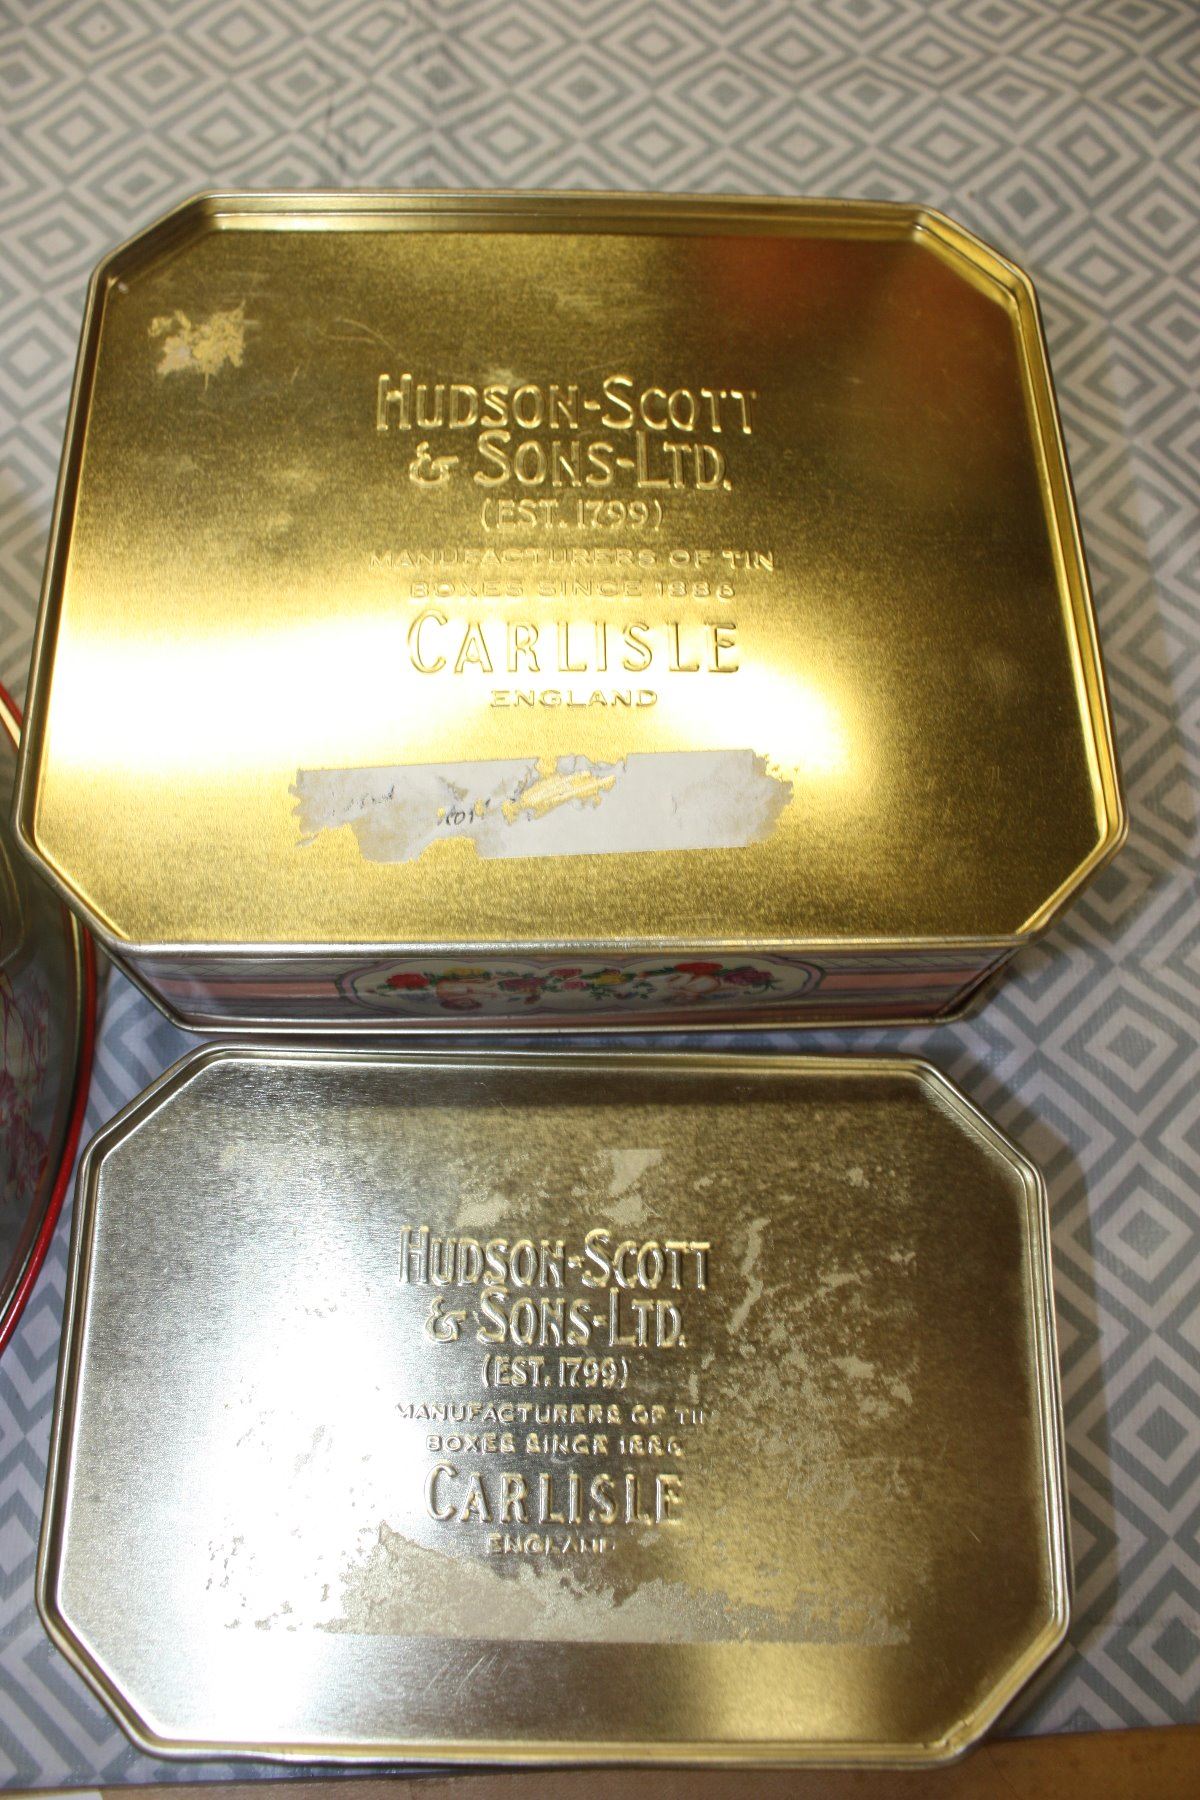 HUDSON-SCOTT
& SONS-LTD.
(EST. 1799)
MANUFACTURERS OF TIN
BOXES SINCE 1886
CARLISLE
ENGLAND
HUDSON-SCOTT
& SONS-LTD.
(EST. 1799)
MANUFACTURERS OF TIN
BOXES SINCE 1886
CARLISLE
ENGLAND